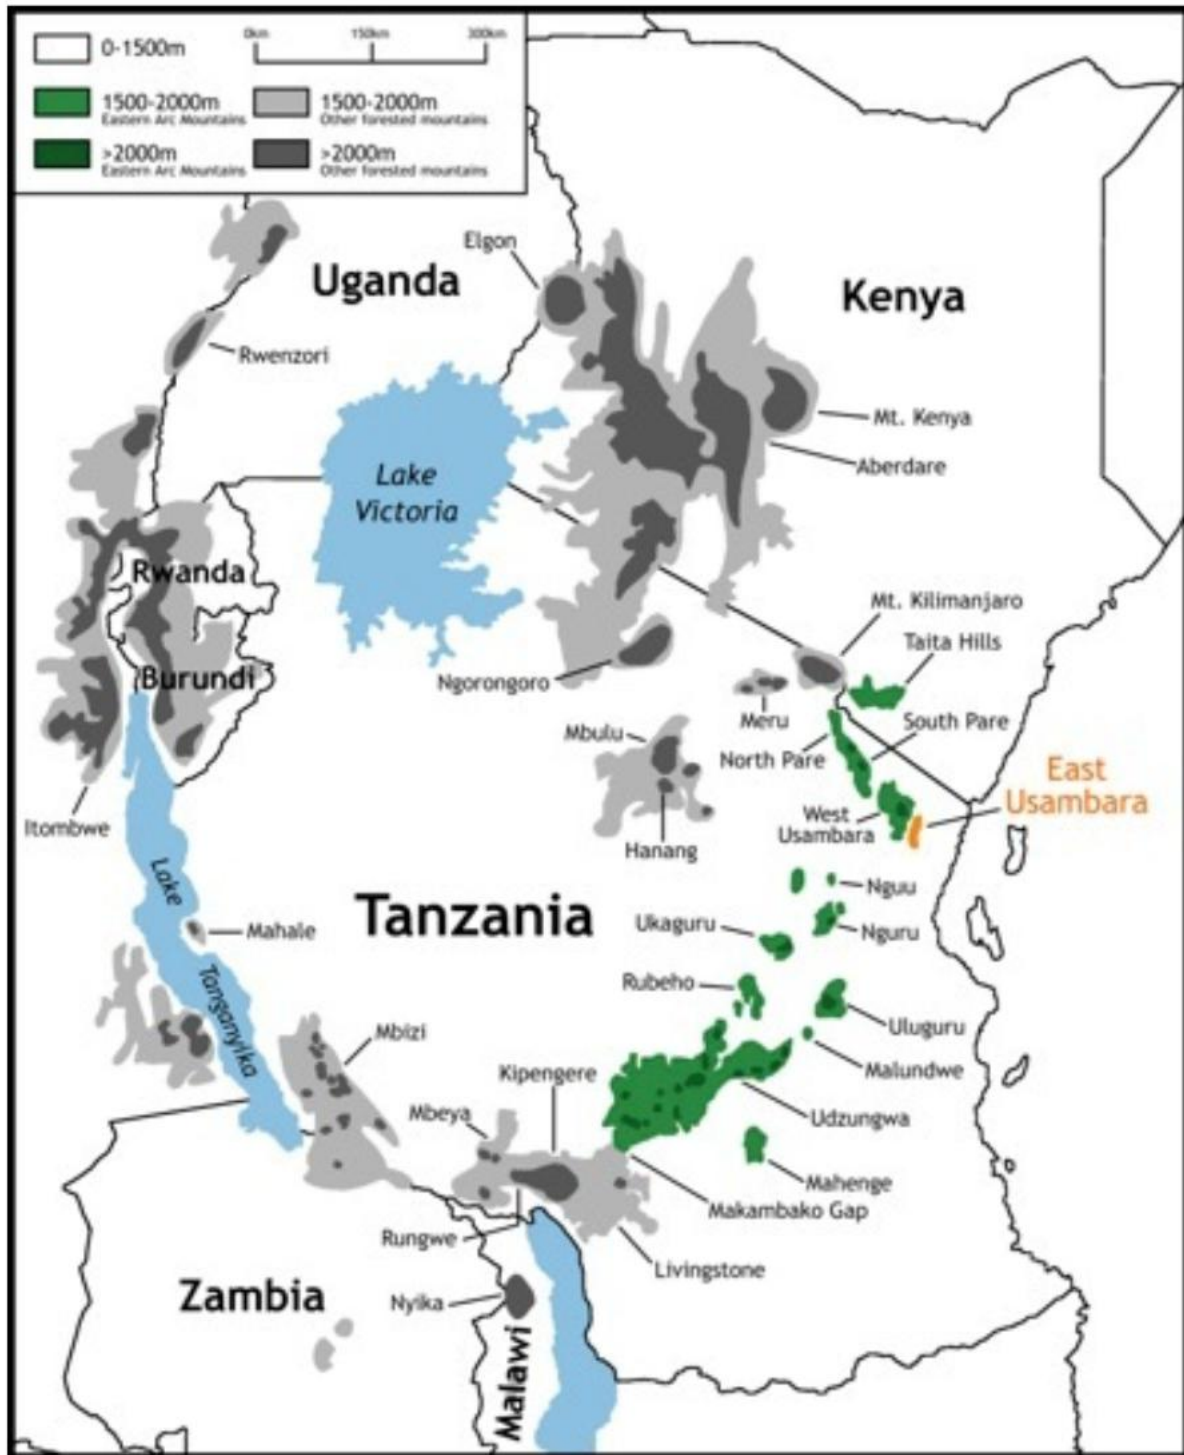 0km 150km 300km
0-1500m
1500-2000m
Eastern Arc Mountains
1500-2000m
Other forested mountains
>2000m
Eastern Arc Mountains
>2000m
Other forested mountains
Elgon
Uganda
Kenya
Rwenzori
Mt. Kenya
Aberdare
Lake
Victoria
Rwanda
Mt. Kilimanjaro
Taita Hills
Burundi
Ngorongoro
Meru
South Pare
Mbulu
North Pare
East
Usambara
West
Usambara
Itombwe
Hanang
Lake
Tanganyika
Nguu
Tanzania
Ukaguru
Nguru
Mahale
Rubeho
Uluguru
Mbizi
Malundwe
Kipengere
Mbeya
Udzungwa
Mahenge
Makambako Gap
Rungwe
Livingstone
Zambia
Nyika
Malawi